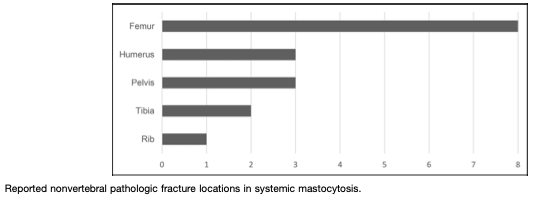 Femur
Humerus
Pelvis
Tibia
Rib
0 1 2 3 4 5 6 7 8
Reported nonvertebral pathologic fracture locations in systemic mastocytosis.